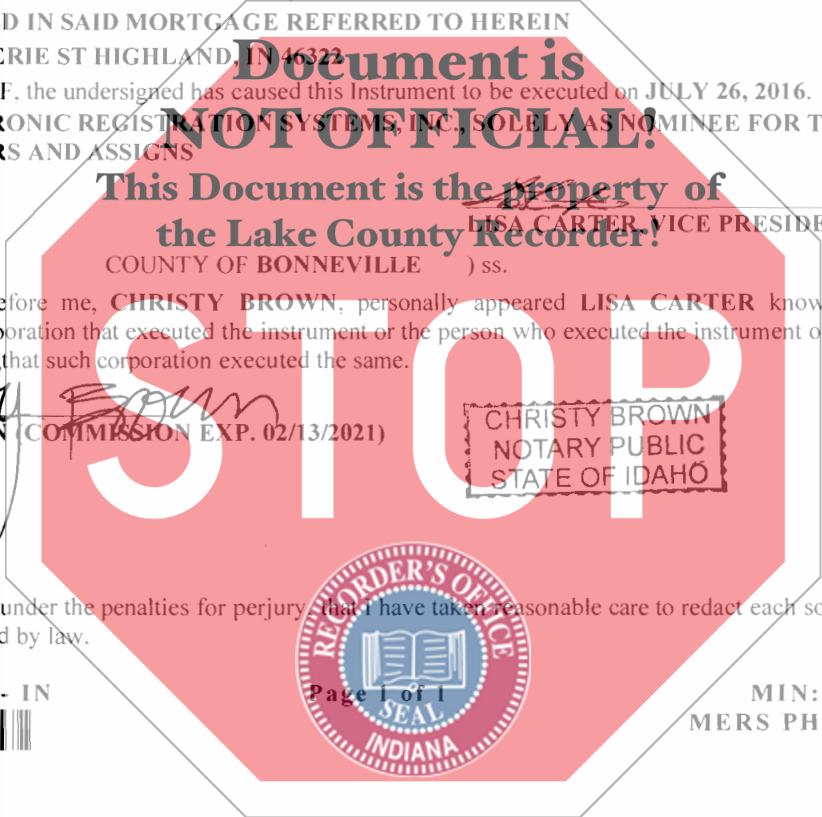 D IN SAID MORTGAGE REFERRED TO HEREIN
ERIE ST HIGHLAND, IN 46322
Document is
F, the undersigned has caused this Instrument to be executed on JULY 26, 2016.
NOT OFFICIAL!
RONIC REGISTRATION SYSTEMS, INC., SOLELY AS NOMINEE FOR T
RS AND ASSIGNS
This Document is the property of
the Lake County Recorder!
LISA CARTER, VICE PRESIDE
COUNTY OF BONNEVILLE ) ss.
efore me, CHRISTY BROWN, personally appeared LISA CARTER know
poration that executed the instrument or the person who executed the instrument o
that such corporation executed the same.
STOP
Brown
N (COMMISSION EXP. 02/13/2021)
CHRISTY BROWN
NOTARY PUBLIC
STATE OF IDAHO
under the penalties for perjury, that I have taken reasonable care to redact each so
d by law.
RECORDER'S OFFICE
SEAL
INDIANA
- IN
Page 1 of 1
MIN:
MERS PH